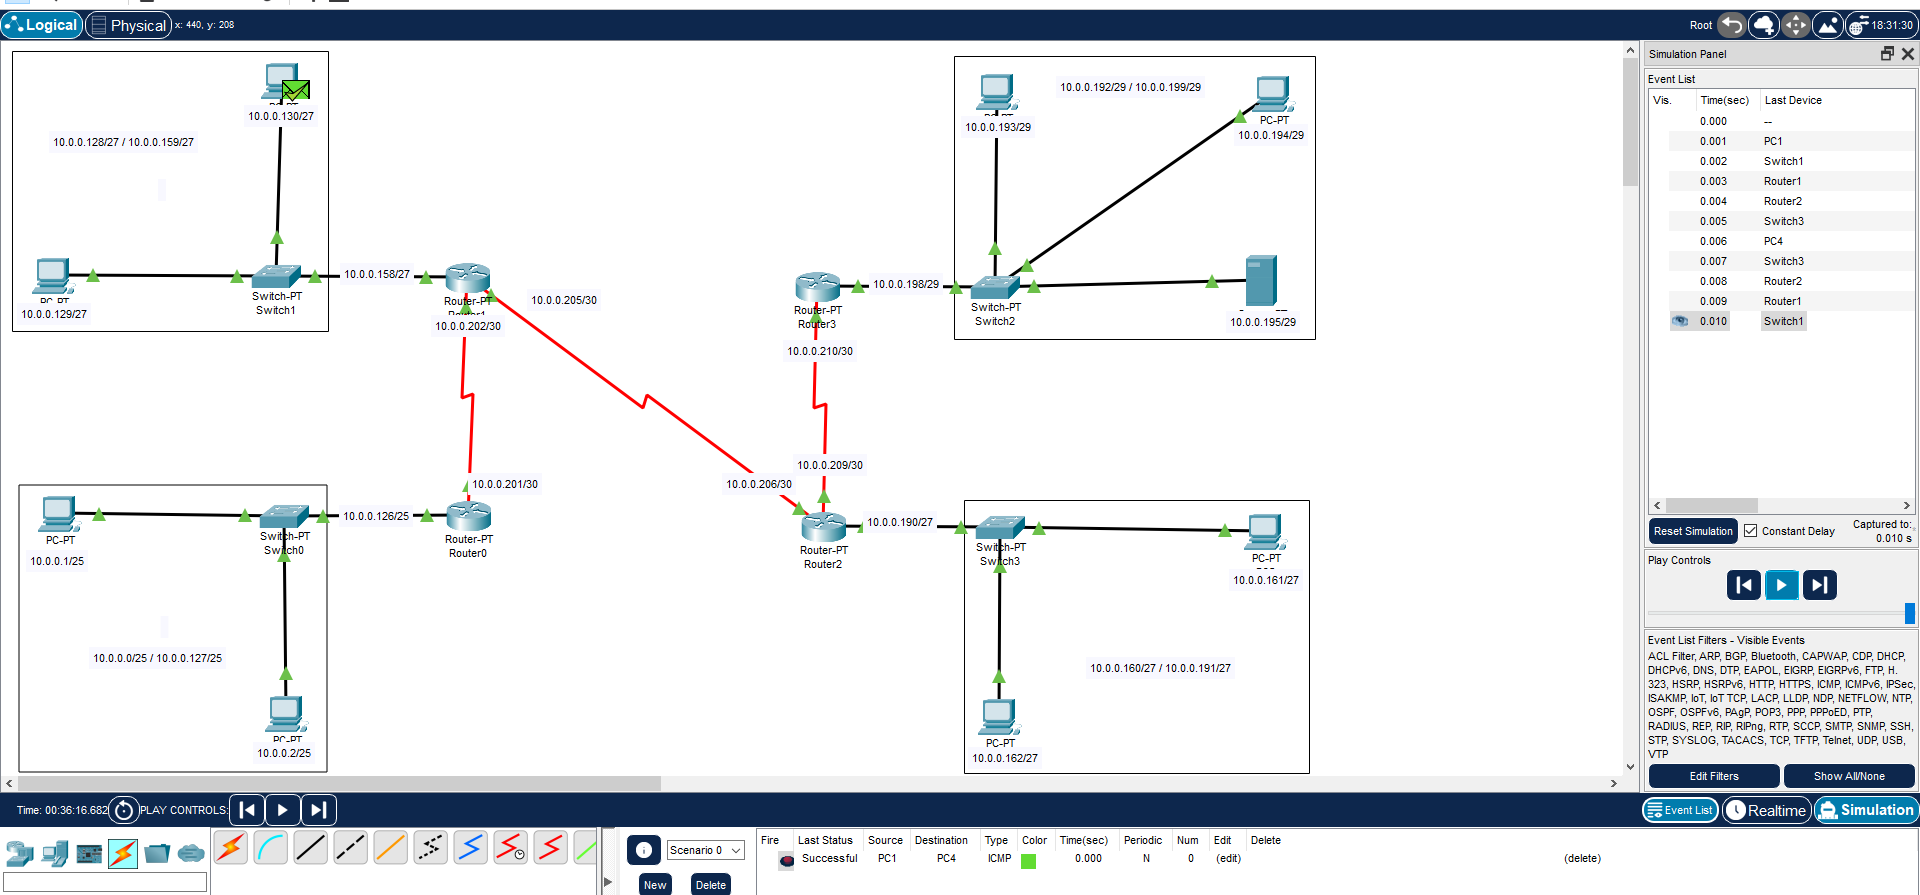 Logical
Physical
x: 440, y: 208
Root
18:31:30
10.0.0.130/27
10.0.0.128/27 / 10.0.0.159/27
PC-PT
10.0.0.129/27
Switch-PT
Switch1
10.0.0.158/27
Router-PT
10.0.0.202/30
10.0.0.205/30
10.0.0.201/30
Router-PT
Router0
10.0.0.126/25
PC-PT
10.0.0.1/25
Switch-PT
Switch0
10.0.0.0/25 / 10.0.0.127/25
PC-PT
10.0.0.2/25
Router-PT
Router3
10.0.0.198/29
10.0.0.210/30
10.0.0.209/30
10.0.0.206/30
Router-PT
Router2
10.0.0.190/27
10.0.0.193/29
10.0.0.192/29 / 10.0.0.199/29
PC-PT
10.0.0.194/29
Switch-PT
Switch2
10.0.0.195/29
Switch-PT
Switch3
PC-PT
10.0.0.161/27
10.0.0.160/27 / 10.0.0.191/27
PC-PT
10.0.0.162/27
Simulation Panel
Event List
Vis. Time(sec) Last Device
0.000 --
0.001 PC1
0.002 Switch1
0.003 Router1
0.004 Router2
0.005 Switch3
0.006 PC4
0.007 Switch3
0.008 Router2
0.009 Router1
0.010 Switch1
Reset Simulation Constant Delay Captured to:
0.010 s
Play Controls
Event List Filters - Visible Events
ACL Filter, ARP, BGP, Bluetooth, CAPWAP, CDP, DHCP,
DHCPv6, DNS, DTP, EAPOL, EIGRP, EIGRPv6, FTP, H.
323, HSRP, HSRPv6, HTTP, HTTPS, ICMP, ICMPv6, IPSec,
ISAKMP, IoT, IoT TCP, LACP, LLDP, NDP, NETFLOW, NTP,
OSPF, OSPFv6, PAgP, POP3, PPP, PPPoED, PTP,
RADIUS, REP, RIP, RIPng, RTP, SCCP, SMTP, SNMP, SSH,
STP, SYSLOG, TACACS, TCP, TFTP, Telnet, UDP, USB,
VTP
Edit Filters Show All/None
Time: 00:36:16.682 PLAY CONTROLS:
Event List Realtime Simulation
Scenario 0
New Delete
Fire Last Status Source Destination Type Color Time(sec) Periodic Num Edit Delete
Successful PC1 PC4 ICMP 0.000 N 0 (edit) (delete)